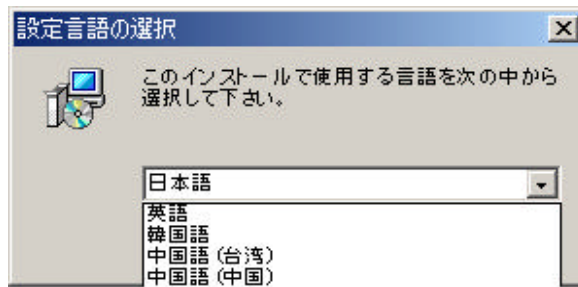 設定言語の選択
このインストールで使用する言語を次の中から
選択して下さい。
日本語
英語
韓国語
中国語(台湾)
中国語(中国)